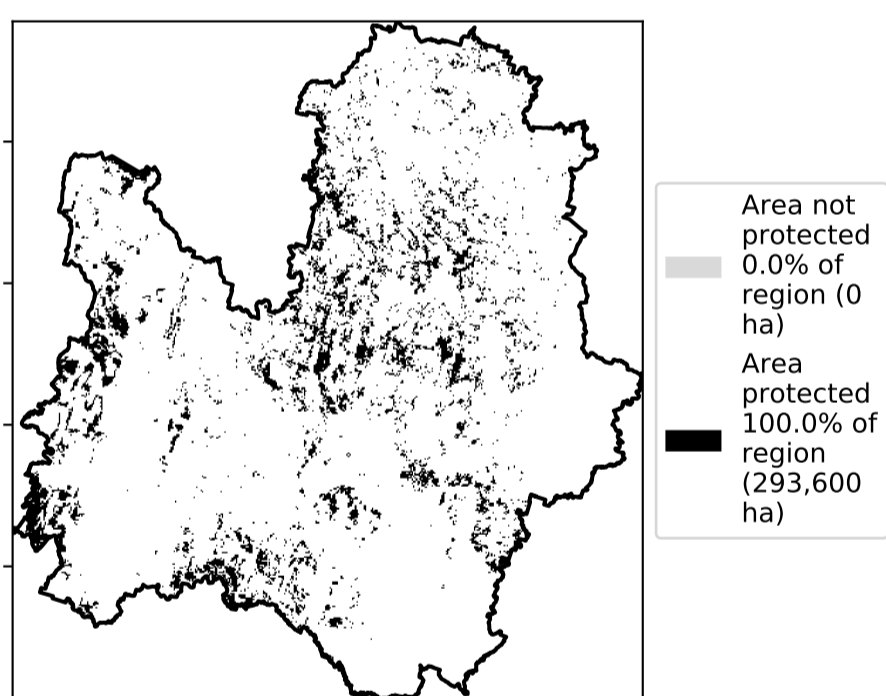 Area not
protected
0.0% of
region (0
ha)
Area
protected
100.0% of
region
(293,600
ha)